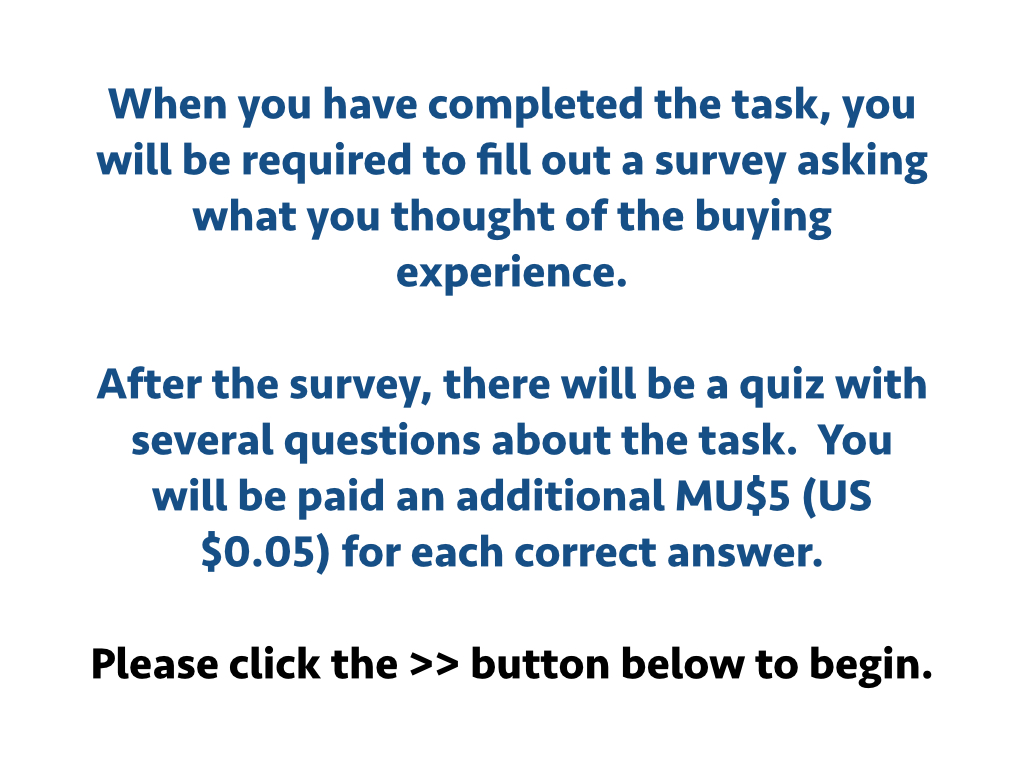 When you have completed the task, you
will be required to fill out a survey asking
what you thought of the buying
experience.
After the survey, there will be a quiz with
several questions about the task.  You
will be paid an additional MU$5 (US
$0.05) for each correct answer.
Please click the >> button below to begin.